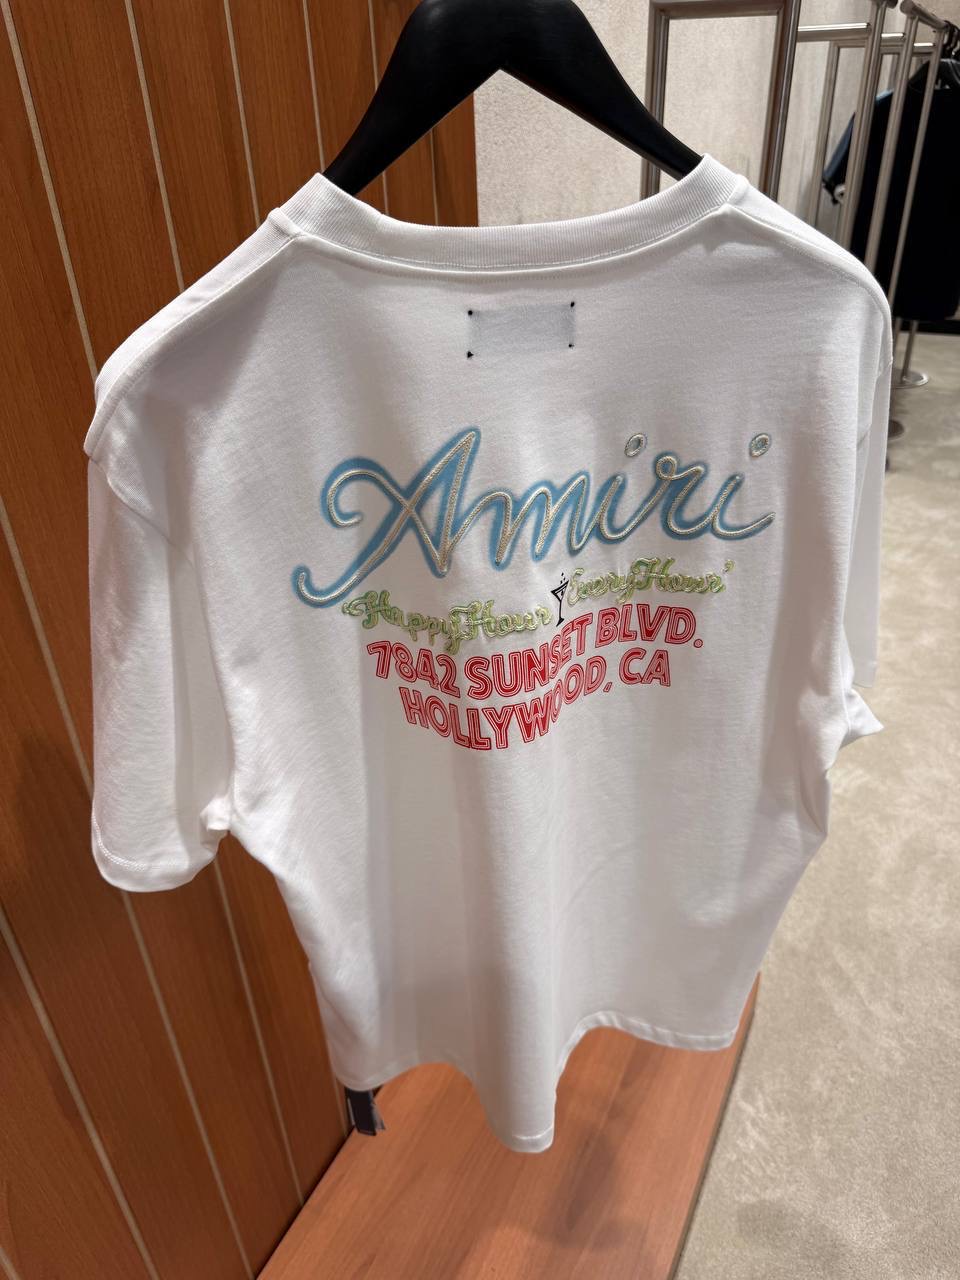 Amiri
"Happy Hour Every Hour"
7842 SUNSET BLVD.
HOLLYWOOD, CA